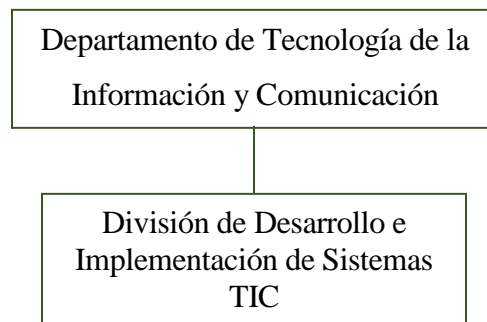 Departamento de Tecnología de la
Información y Comunicación
División de Desarrollo e
Implementación de Sistemas
TIC